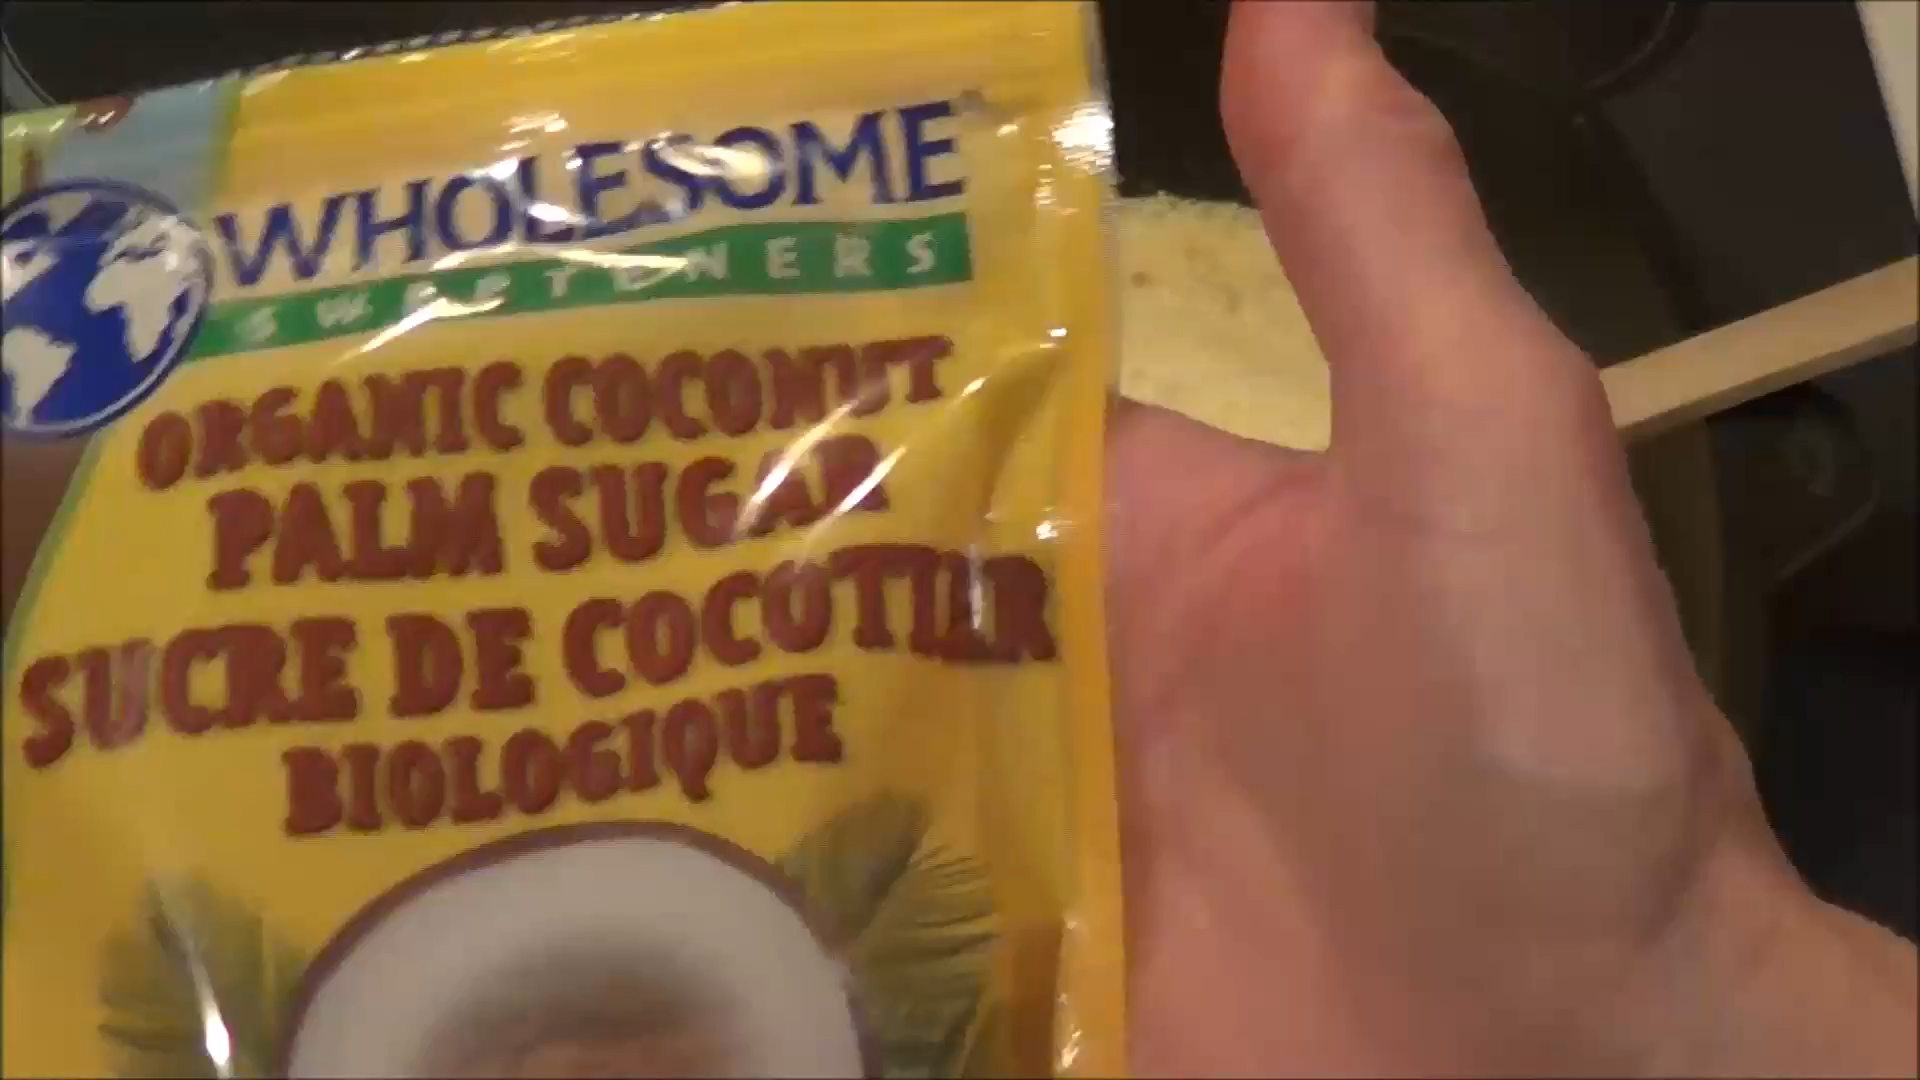 WHOLESOME®
SWEETENERS
ORGANIC COCONUT
PALM SUGAR
SUCRE DE COCOTIER
BIOLOGIQUE